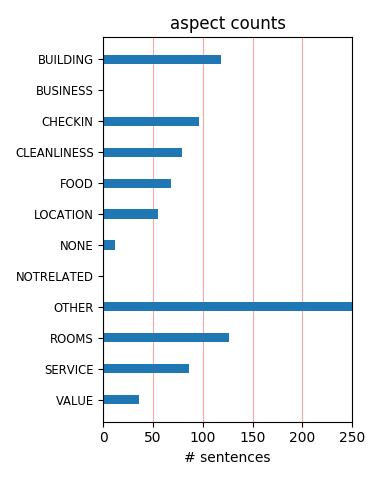 aspect counts
BUILDING
BUSINESS
CHECKIN
CLEANLINESS
FOOD
LOCATION
NONE
NOTRELATED
OTHER
ROOMS
SERVICE
VALUE
0 50 100 150 200 250
# sentences